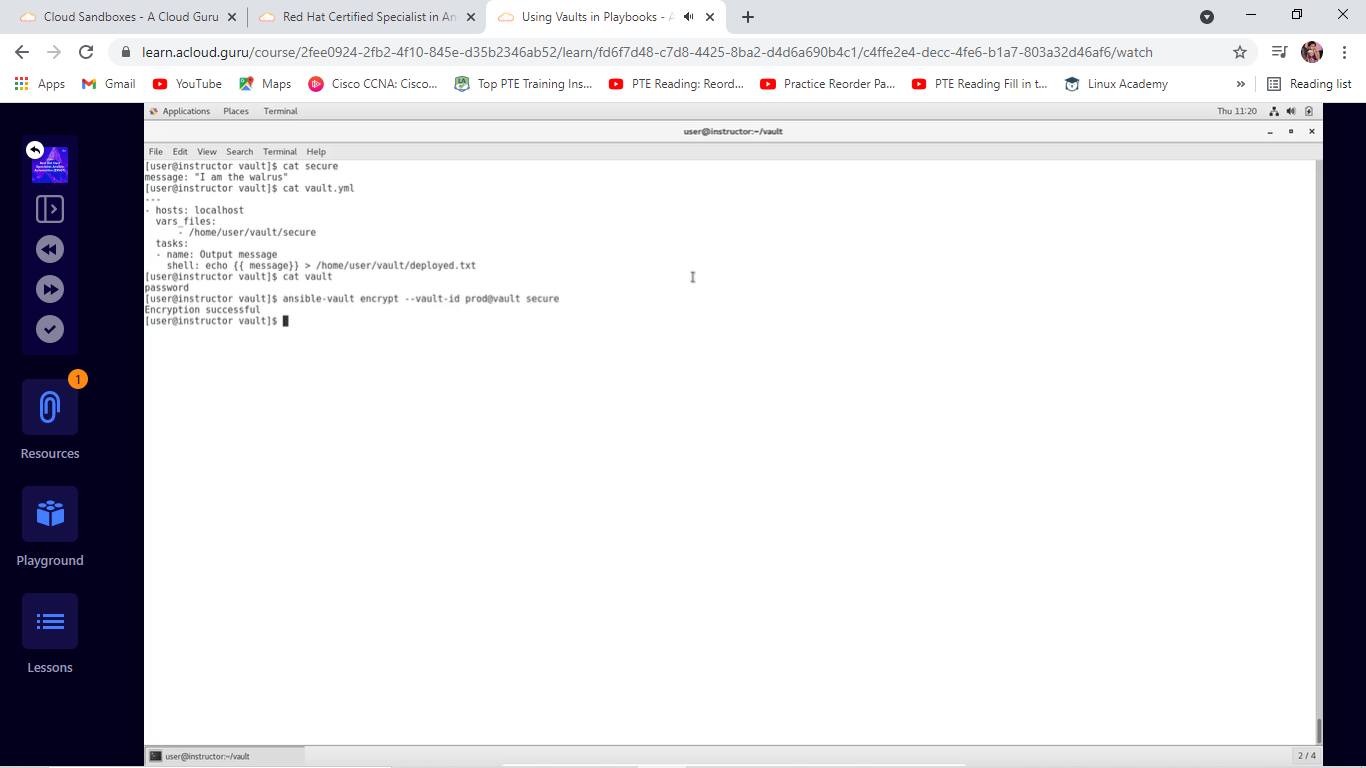 Cloud Sandboxes - A Cloud Guru
Red Hat Certified Specialist in An
Using Vaults in Playbooks - A
learn.acloud.guru/course/2fee0924-2fb2-4f10-845e-d35b2346ab52/learn/fd6f7d48-c7d8-4425-8ba2-d4d6a690b4c1/c4ffe2e4-decc-4fe6-b1a7-803a32d46af6/watch
Apps Gmail YouTube Maps Cisco CCNA: Cisco... Top PTE Training Ins... PTE Reading: Reord... Practice Reorder Pa... PTE Reading Fill in t... Linux Academy » Reading list
Applications Places Terminal Thu 11:20
user@instructor:~/vault
File Edit View Search Terminal Help
[user@instructor vault]$ cat secure
message: "I am the walrus"
[user@instructor vault]$ cat vault.yml
---
- hosts: localhost
  vars_files:
      - /home/user/vault/secure
  tasks:
  - name: Output message
    shell: echo {{ message}} > /home/user/vault/deployed.txt
[user@instructor vault]$ cat vault
password
[user@instructor vault]$ ansible-vault encrypt --vault-id prod@vault secure
Encryption successful
[user@instructor vault]$
1
Resources
Playground
Lessons
user@instructor:~/vault
2 / 4